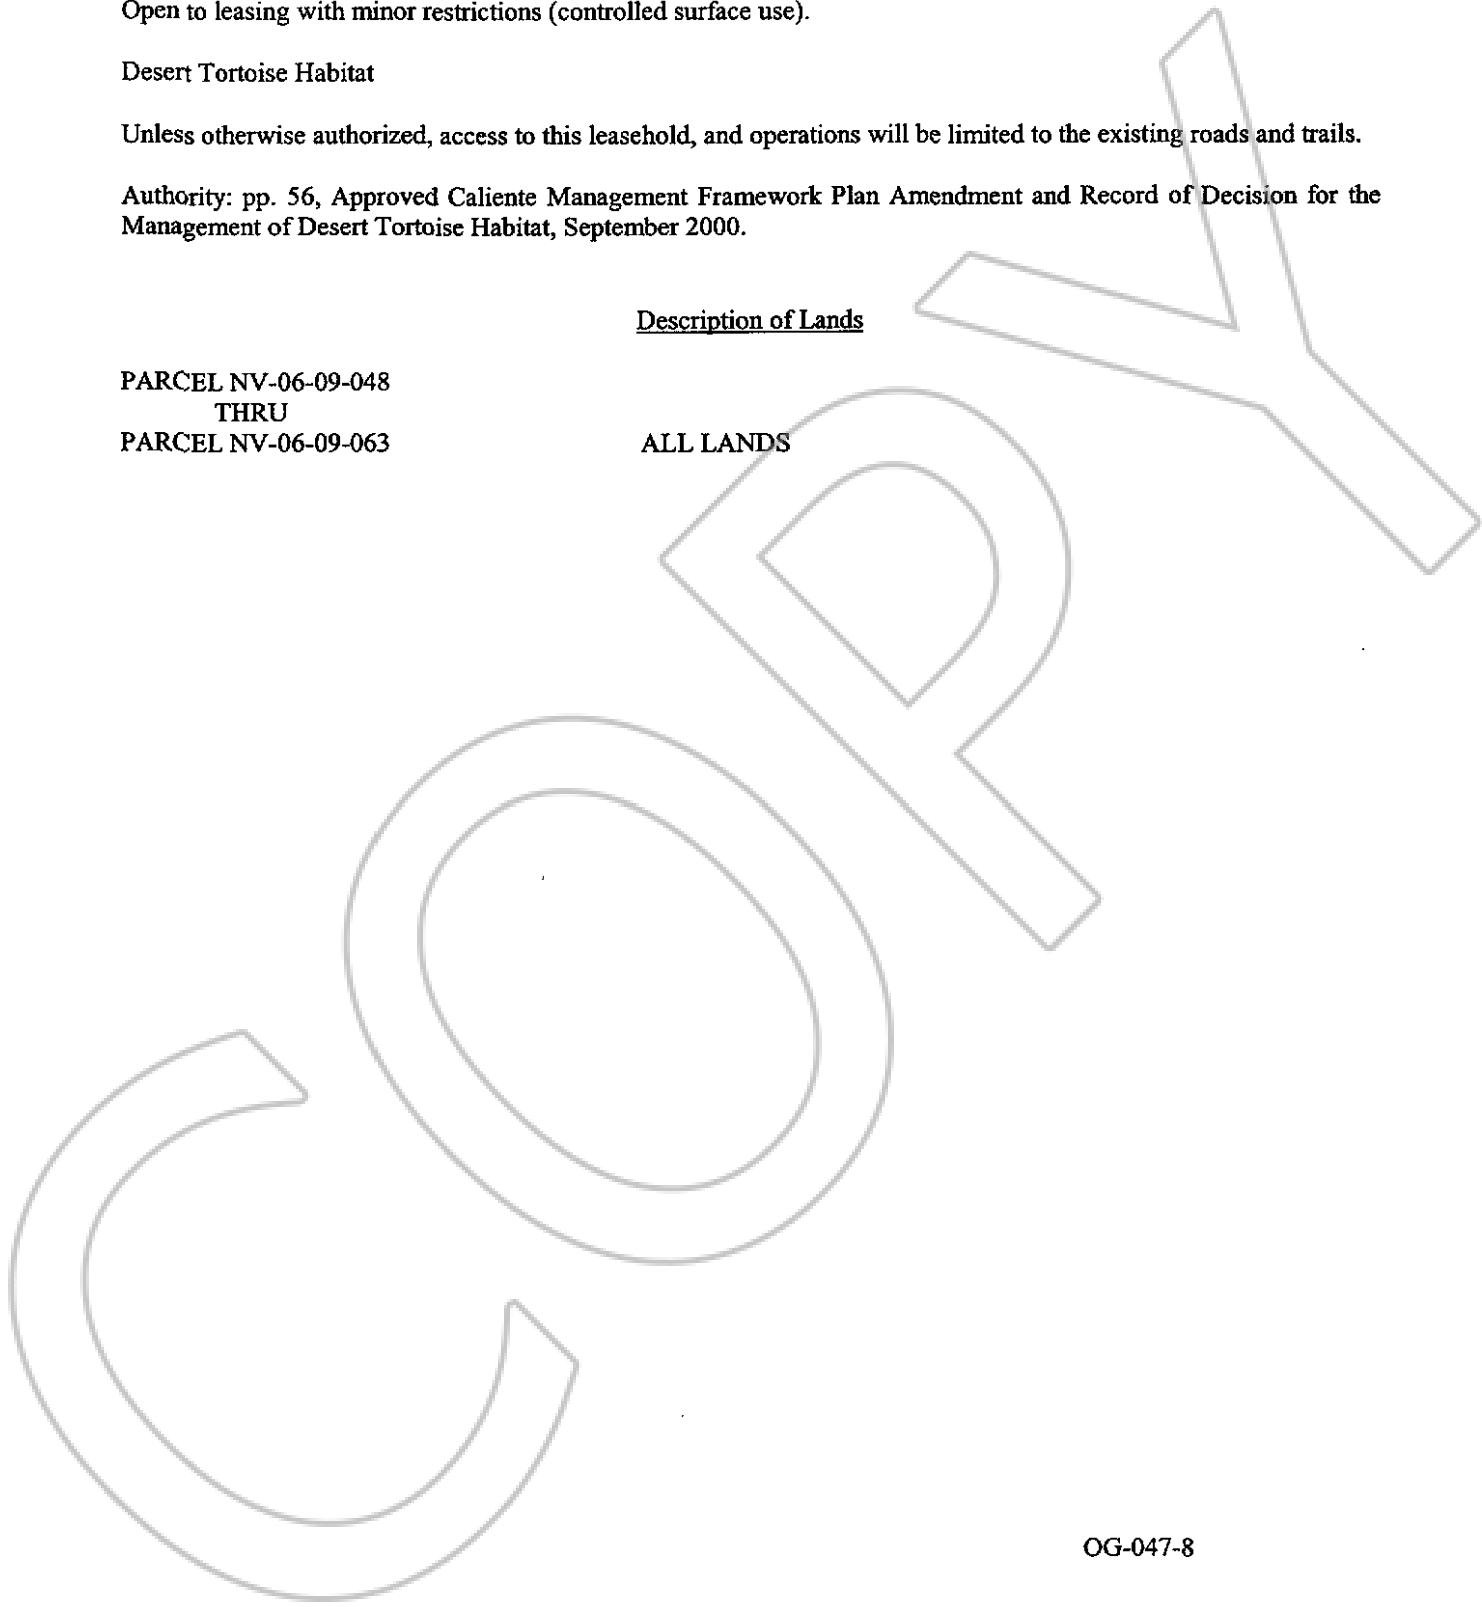 Open to leasing with minor restrictions (controlled surface use).
Desert Tortoise Habitat
Unless otherwise authorized, access to this leasehold, and operations will be limited to the existing roads and trails.
Authority: pp. 56, Approved Caliente Management Framework Plan Amendment and Record of Decision for the
Management of Desert Tortoise Habitat, September 2000.
Description of Lands
PARCEL NV-06-09-048
THRU
PARCEL NV-06-09-063 ALL LANDS
COPY
OG-047-8